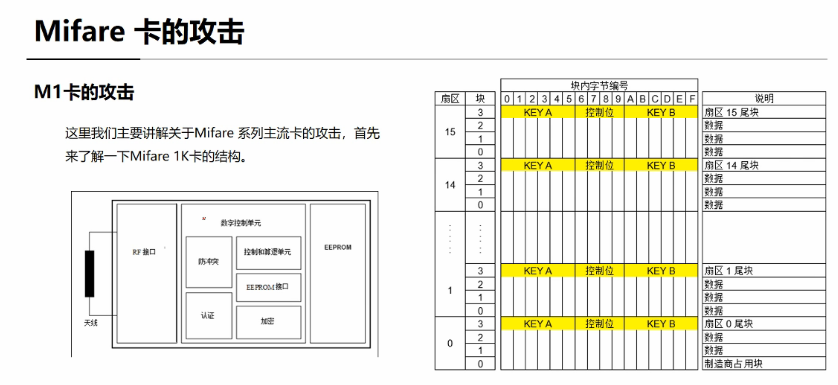 Mifare 卡的攻击
M1卡的攻击
这里我们主要讲解关于Mifare 系列主流卡的攻击，首先
来了解一下Mifare 1K卡的结构。
RF 接口
数字控制单元
防冲突
控制和算逻单元
EEPROM 接口
认证
加密
EEPROM
天线
块内字节编号
扇区 块 0 1 2 3 4 5 6 7 8 9 A B C D E F 说明
15
3 KEY A 控制位 KEY B 扇区 15 尾块
2 数据
1 数据
0 数据
14
3 KEY A 控制位 KEY B 扇区 14 尾块
2 数据
1 数据
0 数据
1
3 KEY A 控制位 KEY B 扇区 1 尾块
2 数据
1 数据
0 数据
0
3 KEY A 控制位 KEY B 扇区 0 尾块
2 数据
1 数据
0 制造商占用块